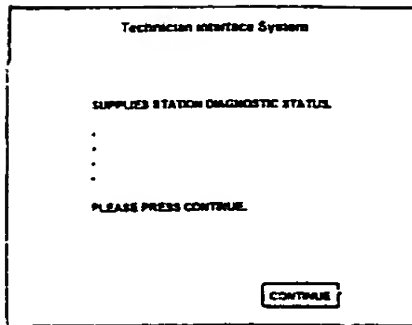 Technician Interface System
SUPPLIES STATION DIAGNOSTIC STATUS.
.
.
.
.
PLEASE PRESS CONTINUE.
CONTINUE